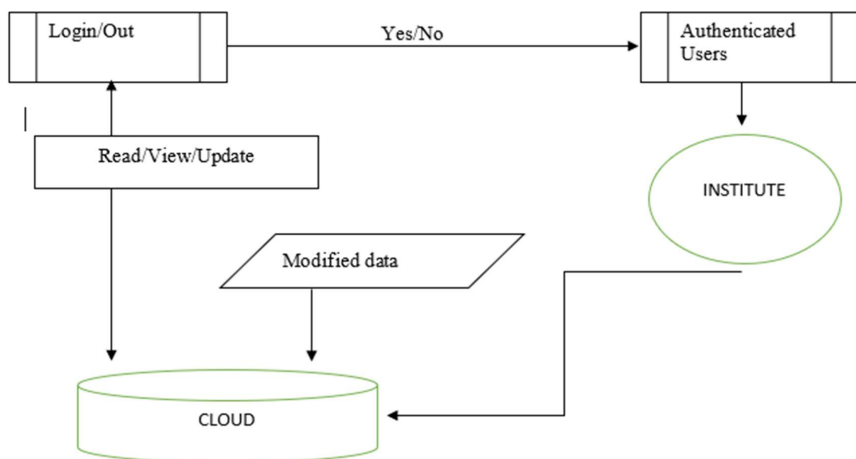 Login/Out
Yes/No
Authenticated
Users
Read/View/Update
INSTITUTE
Modified data
CLOUD